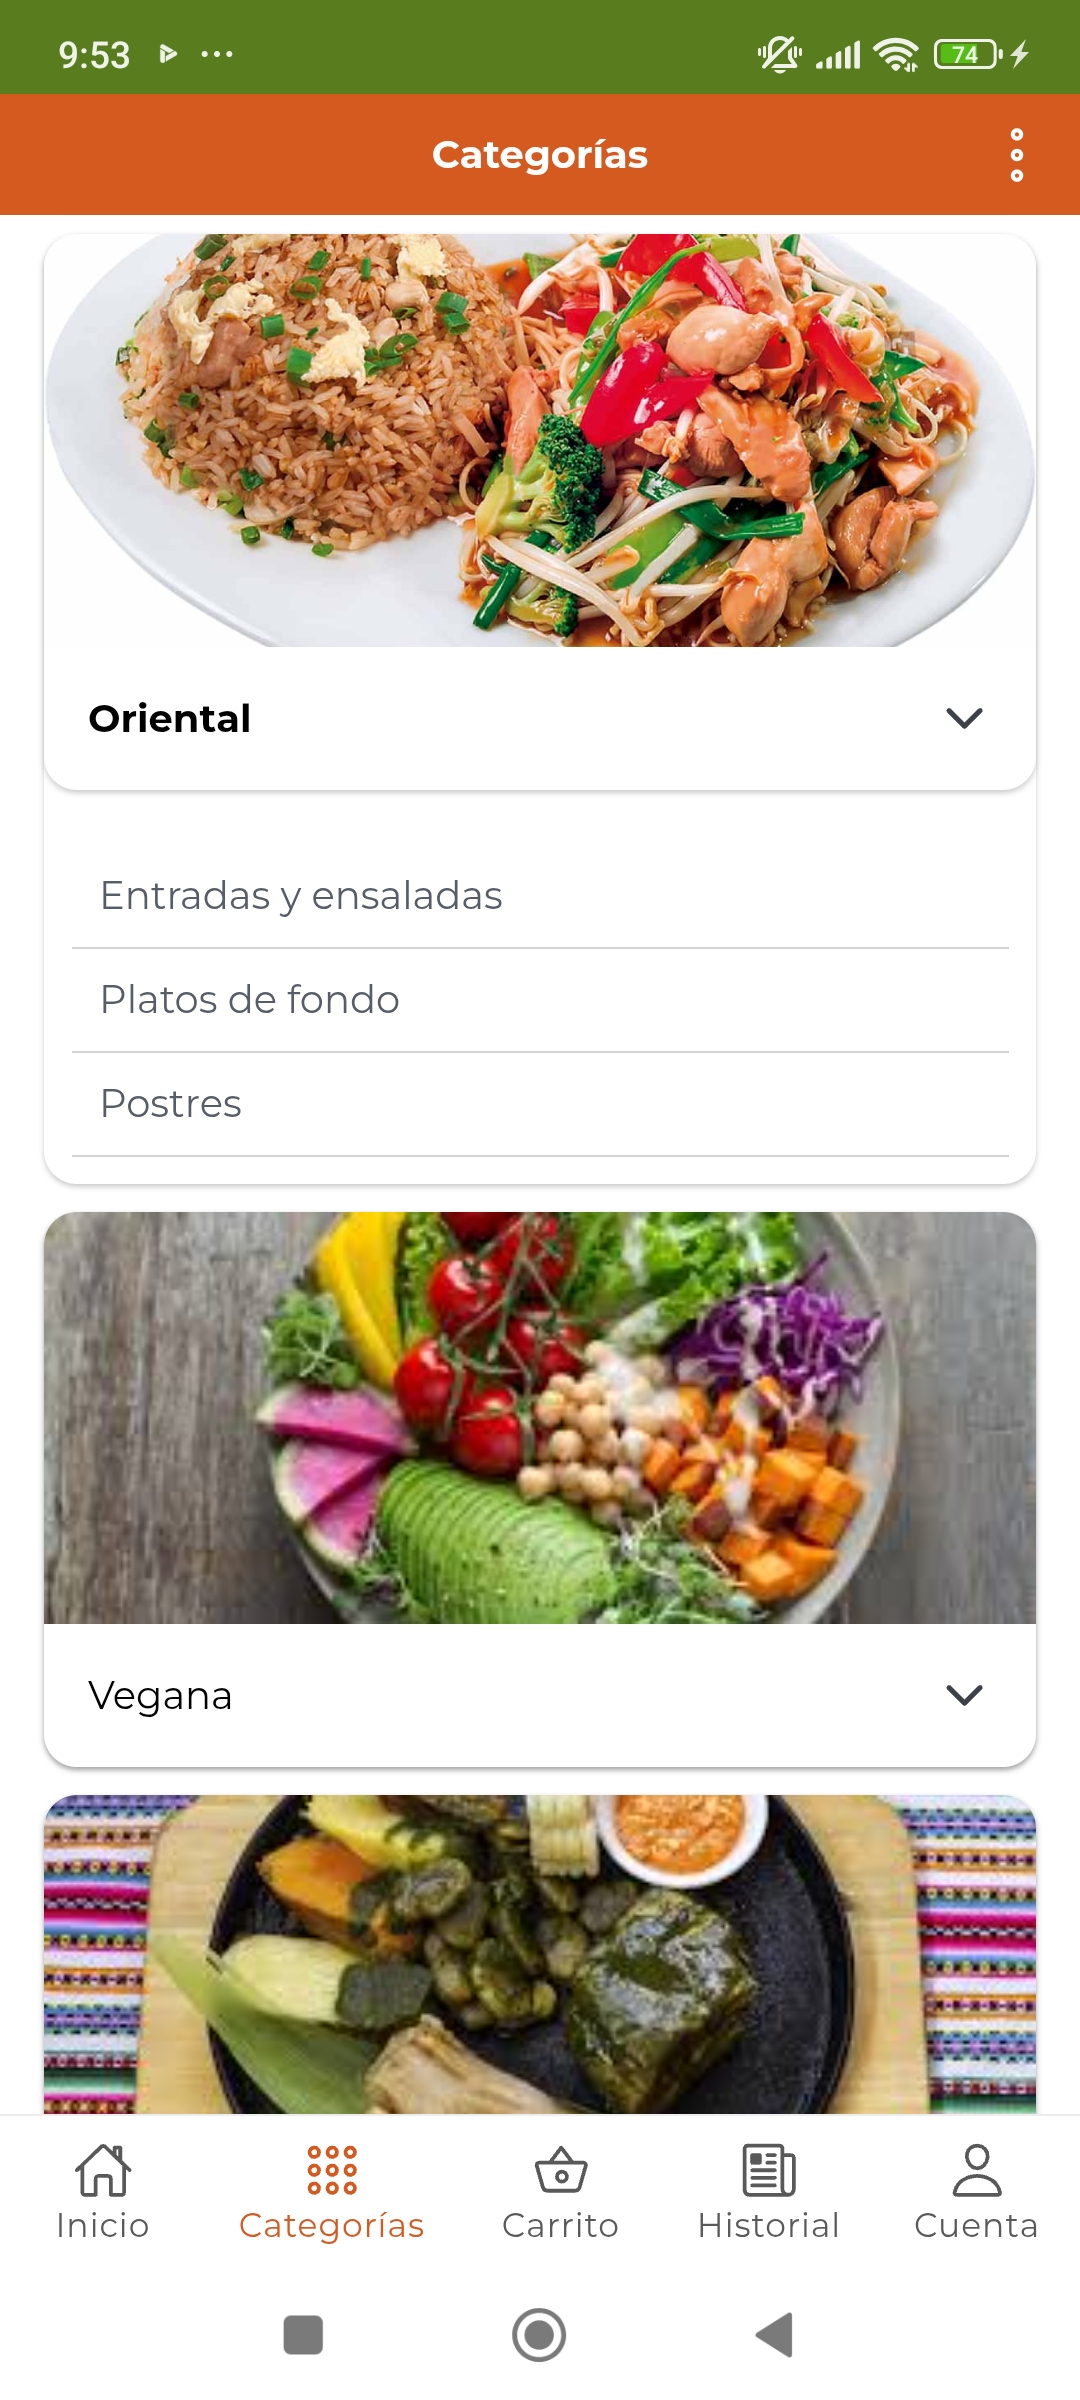 9:53
74
Categorías
Oriental
Entradas y ensaladas
Platos de fondo
Postres
Vegana
Inicio
Categorías
Carrito
Historial
Cuenta